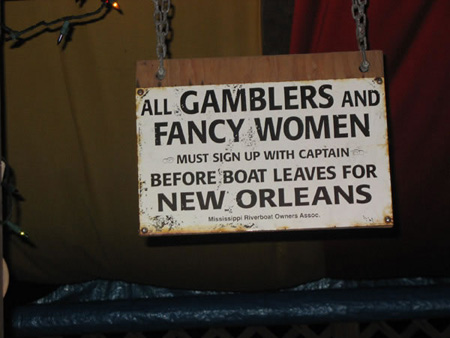 ALL GAMBLERS AND
FANCY WOMEN
MUST SIGN UP WITH CAPTAIN
BEFORE BOAT LEAVES FOR
NEW ORLEANS
Mississippi Riverboat Owners Assoc.